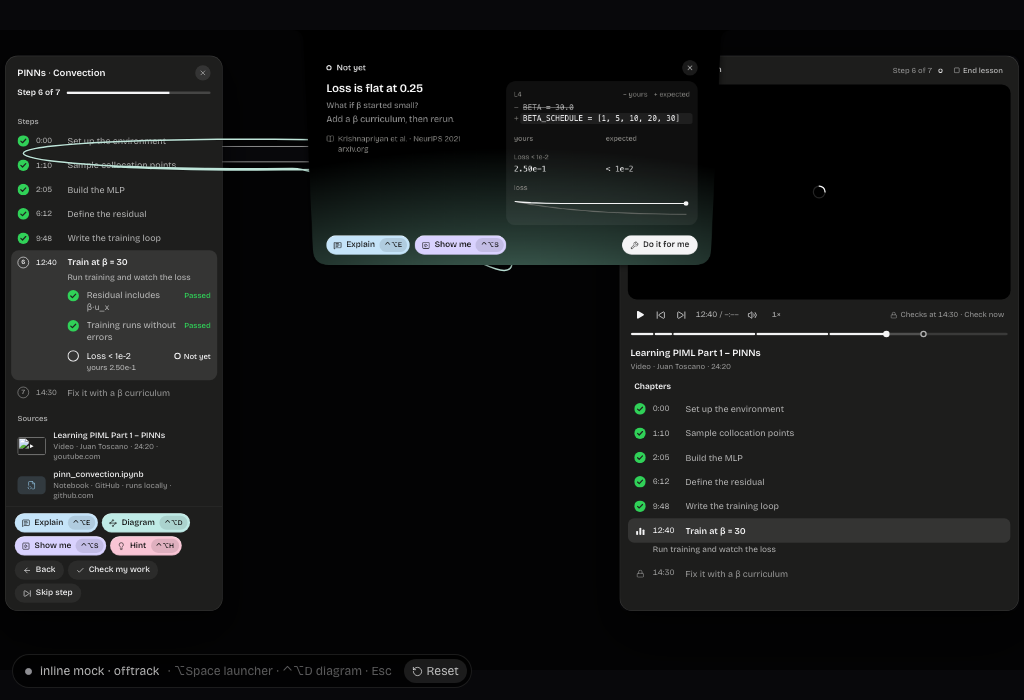 PINNs · Convection
Step 6 of 7
Steps
0:00 Set up the environment
1:10 Sample collocation points
2:05 Build the MLP
6:12 Define the residual
9:48 Write the training loop
6 12:40 Train at β = 30
Run training and watch the loss
Residual includes Passed
β·u_x
Training runs without Passed
errors
Loss < 1e-2 Not yet
yours 2.50e-1
7 14:30 Fix it with a β curriculum
Sources
Learning PIML Part 1 – PINNs
Video · Juan Toscano · 24:20 ·
youtube.com
pinn_convection.ipynb
Notebook · GitHub · runs locally ·
github.com
Explain ^⌥E Diagram ^⌥D
Show me ^⌥S Hint ^⌥H
Back Check my work
Skip step
Not yet
Loss is flat at 0.25
What if β started small?
Add a β curriculum, then rerun.
Krishnapriyan et al. · NeurIPS 2021
arxiv.org
L4 − yours + expected
− BETA = 30.0
+ BETA_SCHEDULE = [1, 5, 10, 20, 30]
yours expected
Loss < 1e-2
2.50e−1 < 1e−2
loss
Explain ^⌥E Show me ^⌥S Do it for me
Step 6 of 7 End lesson
12:40 / −:−− 1× Checks at 14:30 · Check now
Learning PIML Part 1 – PINNs
Video · Juan Toscano · 24:20
Chapters
0:00 Set up the environment
1:10 Sample collocation points
2:05 Build the MLP
6:12 Define the residual
9:48 Write the training loop
12:40 Train at β = 30
Run training and watch the loss
14:30 Fix it with a β curriculum
inline mock · offtrack · ⌥Space launcher · ^⌥D diagram · Esc Reset